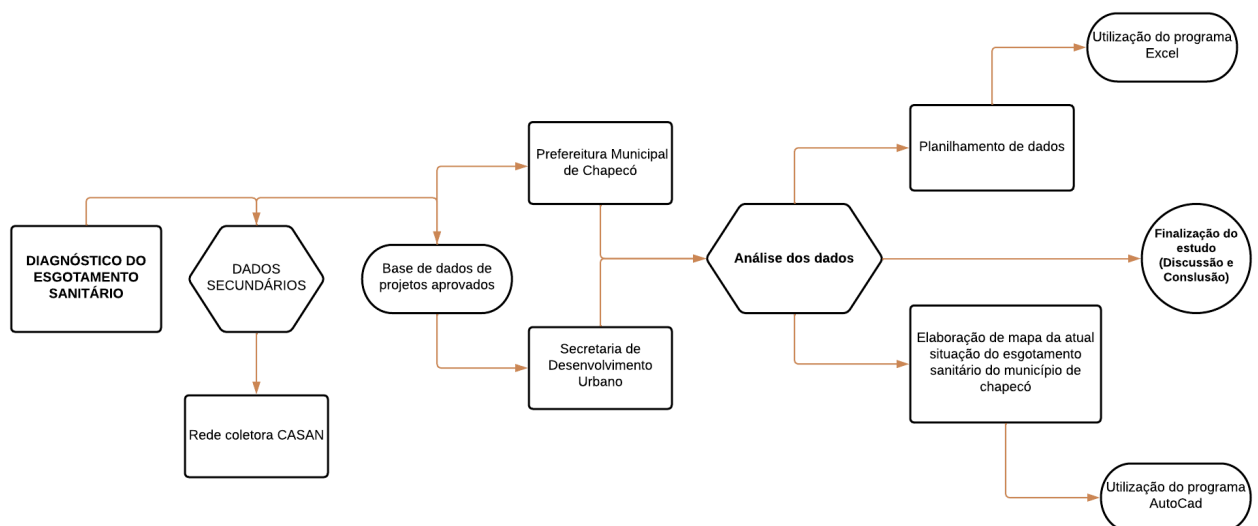 DIAGNÓSTICO DO
ESGOTAMENTO
SANITÁRIO
DADOS
SECUNDÁRIOS
Rede coletora CASAN
Base de dados de
projetos aprovados
Prefereitura Municipal
de Chapecó
Secretaria de
Desenvolvimento
Urbano
Análise dos dados
Planilhamento de dados
Utilização do programa
Excel
Finalização do
estudo
(Discussão e
Conslusão)
Elaboração de mapa da atual
situação do esgotamento
sanitário do município de
chapecó
Utilização do programa
AutoCad